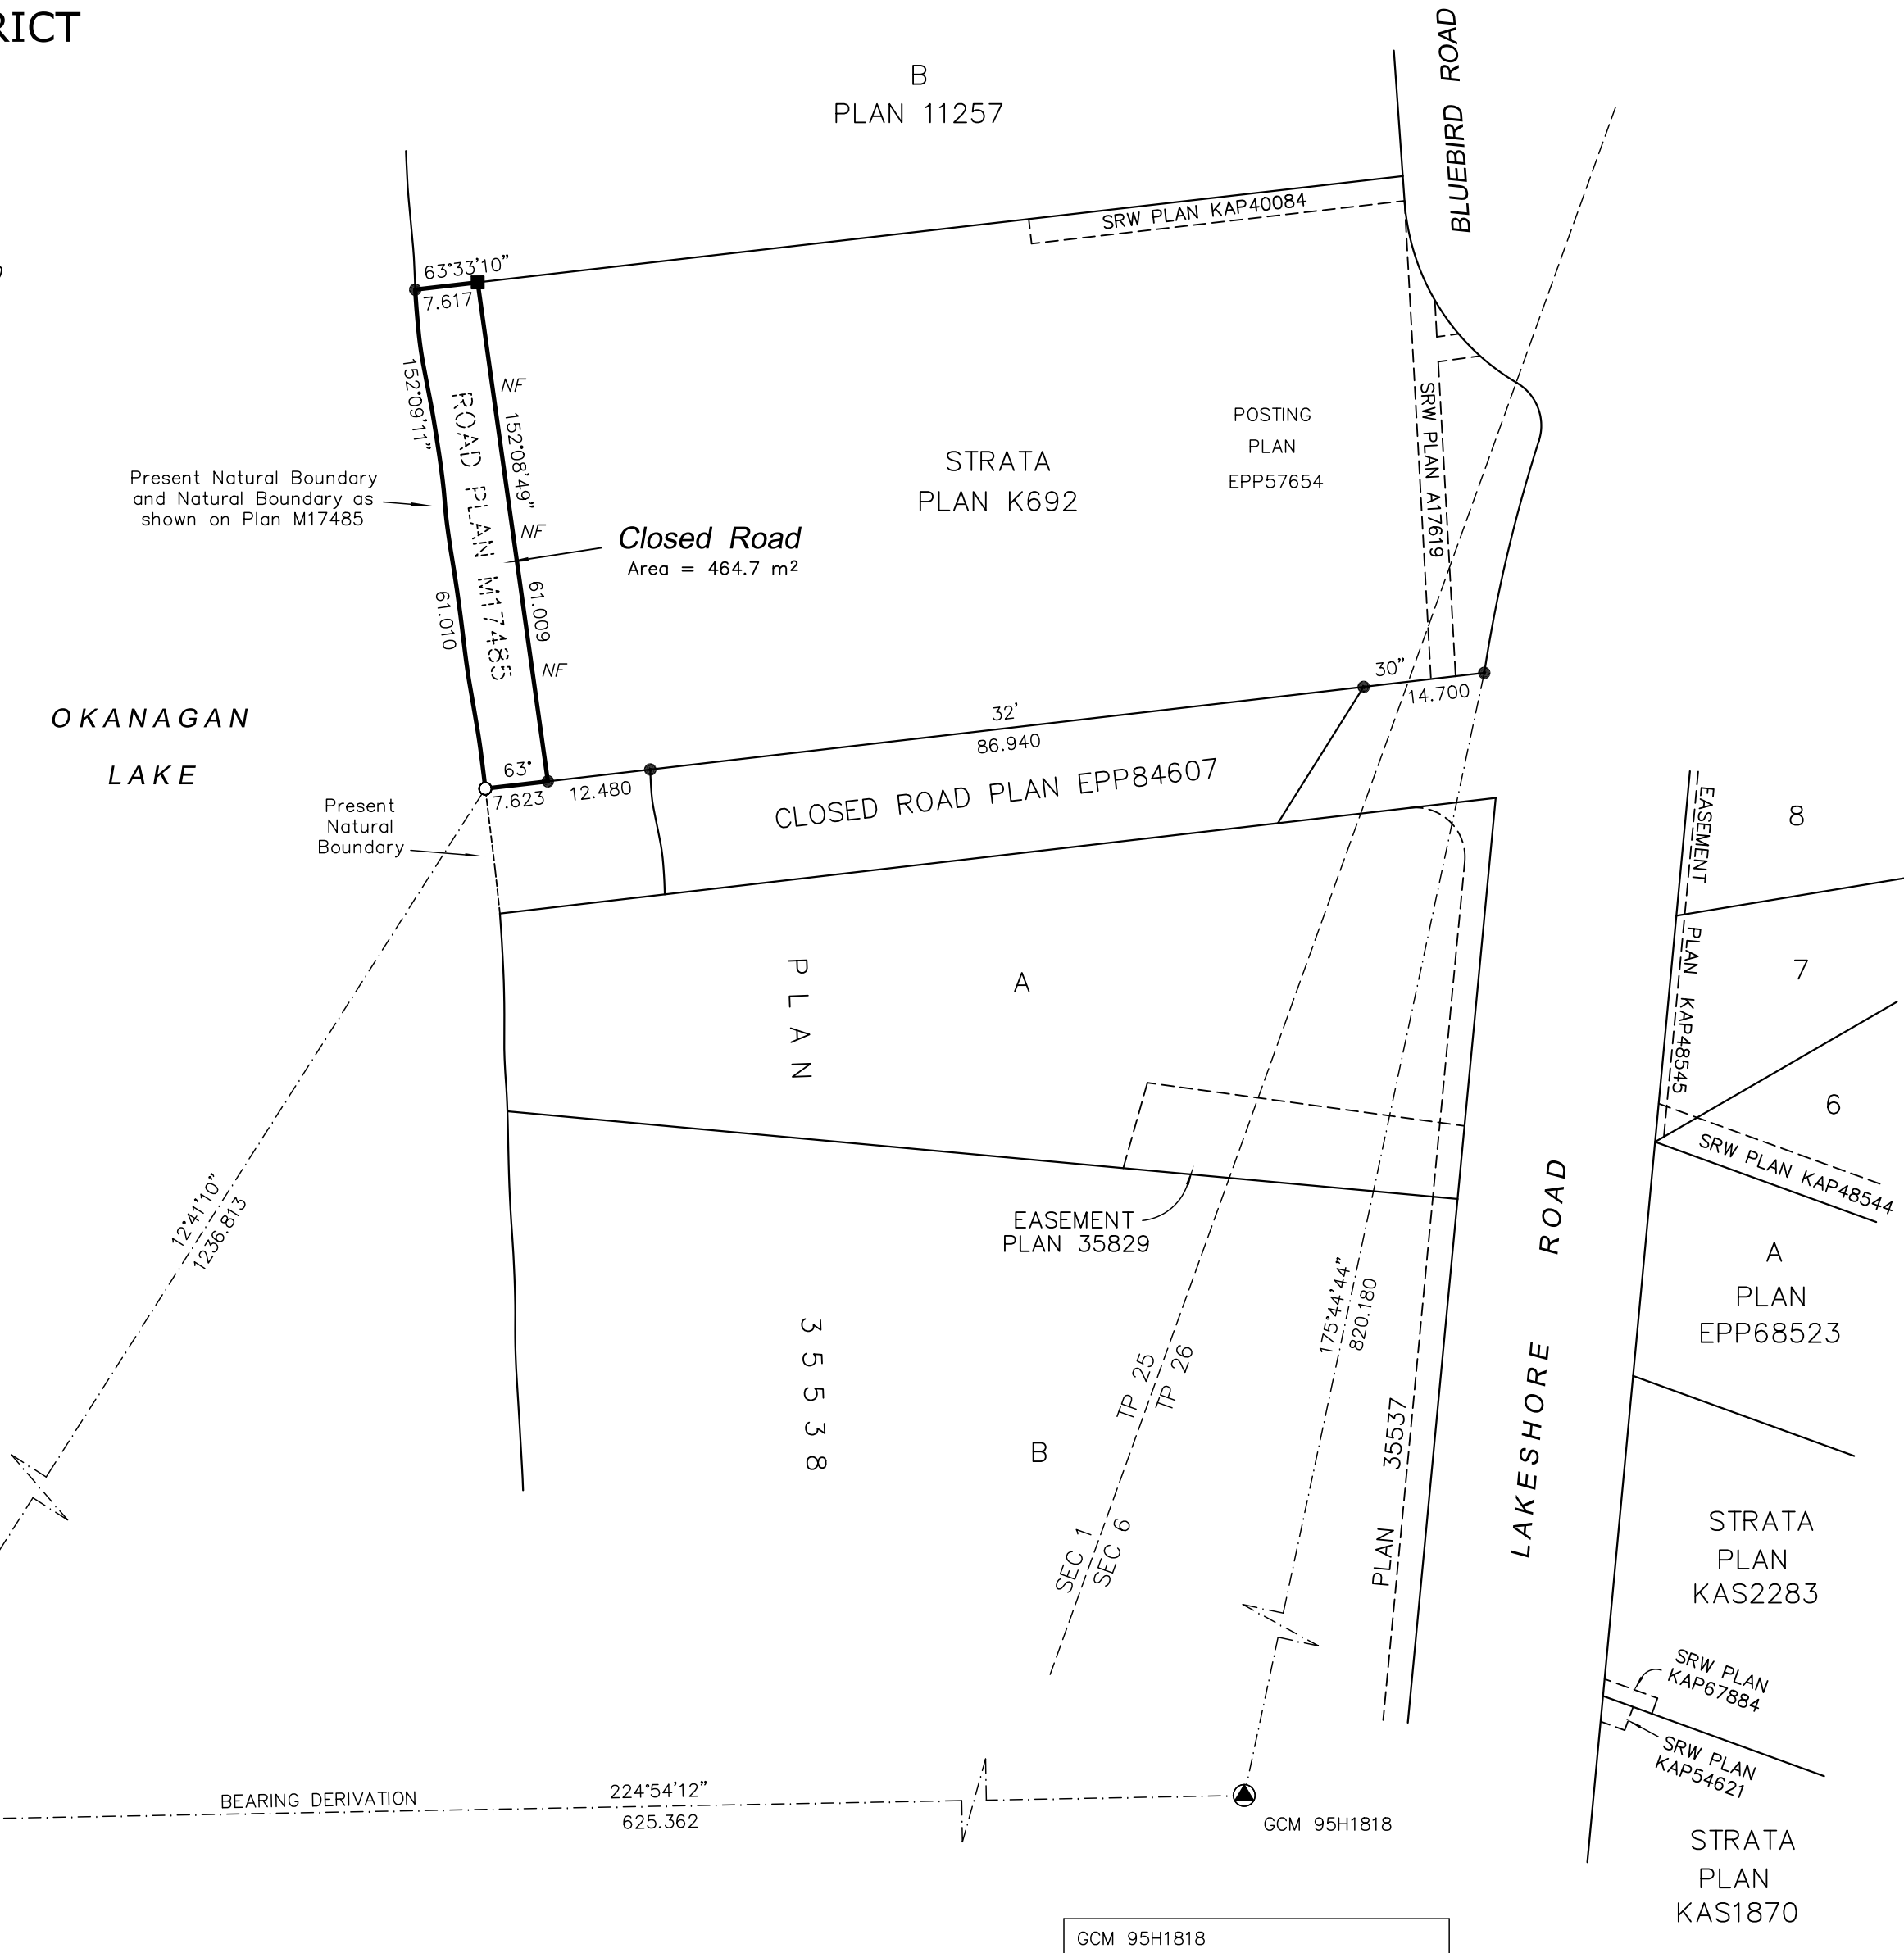 RICT
B
PLAN 11257
BLUEBIRD ROAD
SRW PLAN KAP40084
63°33'10"
7.617
152°09'11"
ROAD PLAN M17485
NF
152°08'49"
NF
61.009
NF
61.010
Present Natural Boundary
and Natural Boundary as
shown on Plan M17485
Closed Road
Area = 464.7 m²
STRATA
PLAN K692
POSTING
PLAN
EPP57654
SRW PLAN A17619
OKANAGAN
LAKE
63°
7.623
12.480
32'
86.940
30"
14.700
CLOSED ROAD PLAN EPP84607
Present
Natural
Boundary
EASEMENT PLAN KAP48545
8
7
6
SRW PLAN KAP48544
PLAN
A
12°41'10"
1236.813
EASEMENT
PLAN 35829
A
PLAN
EPP68523
35538
B
TP 25
TP 26
SEC 1
SEC 6
175°44'44"
820.180
PLAN 35537
LAKESHORE ROAD
STRATA
PLAN
KAS2283
SRW PLAN
KAP67884
SRW PLAN
KAP54621
BEARING DERIVATION
224°54'12"
625.362
GCM 95H1818
STRATA
PLAN
KAS1870
GCM 95H1818